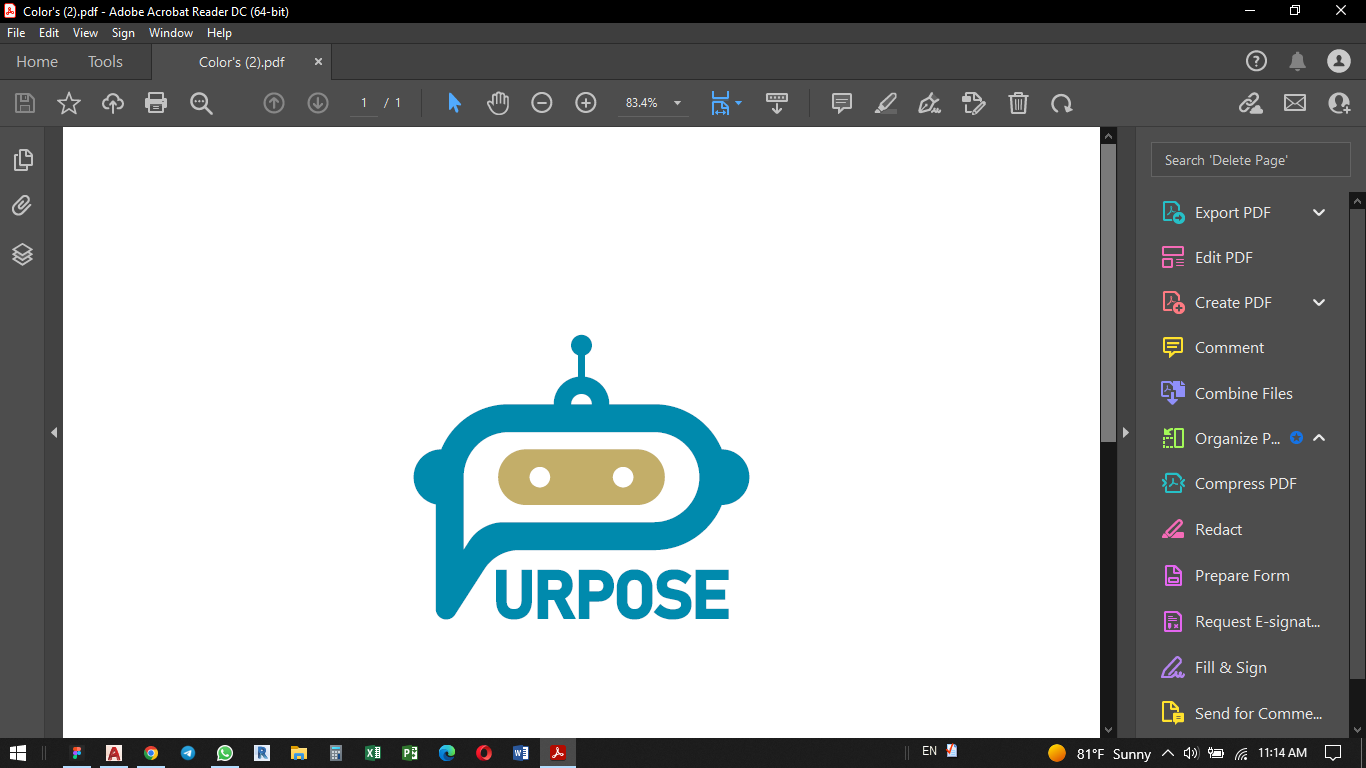 Color's (2).pdf - Adobe Acrobat Reader DC (64-bit)
File Edit View Sign Window Help
Home Tools Color's (2).pdf
1 / 1 83.4%
Search 'Delete Page'
Export PDF
Edit PDF
Create PDF
Comment
Combine Files
Organize P...
Compress PDF
Redact
Prepare Form
Request E-signat...
Fill & Sign
Send for Comme...
URPOSE
EN 81°F Sunny 11:14 AM